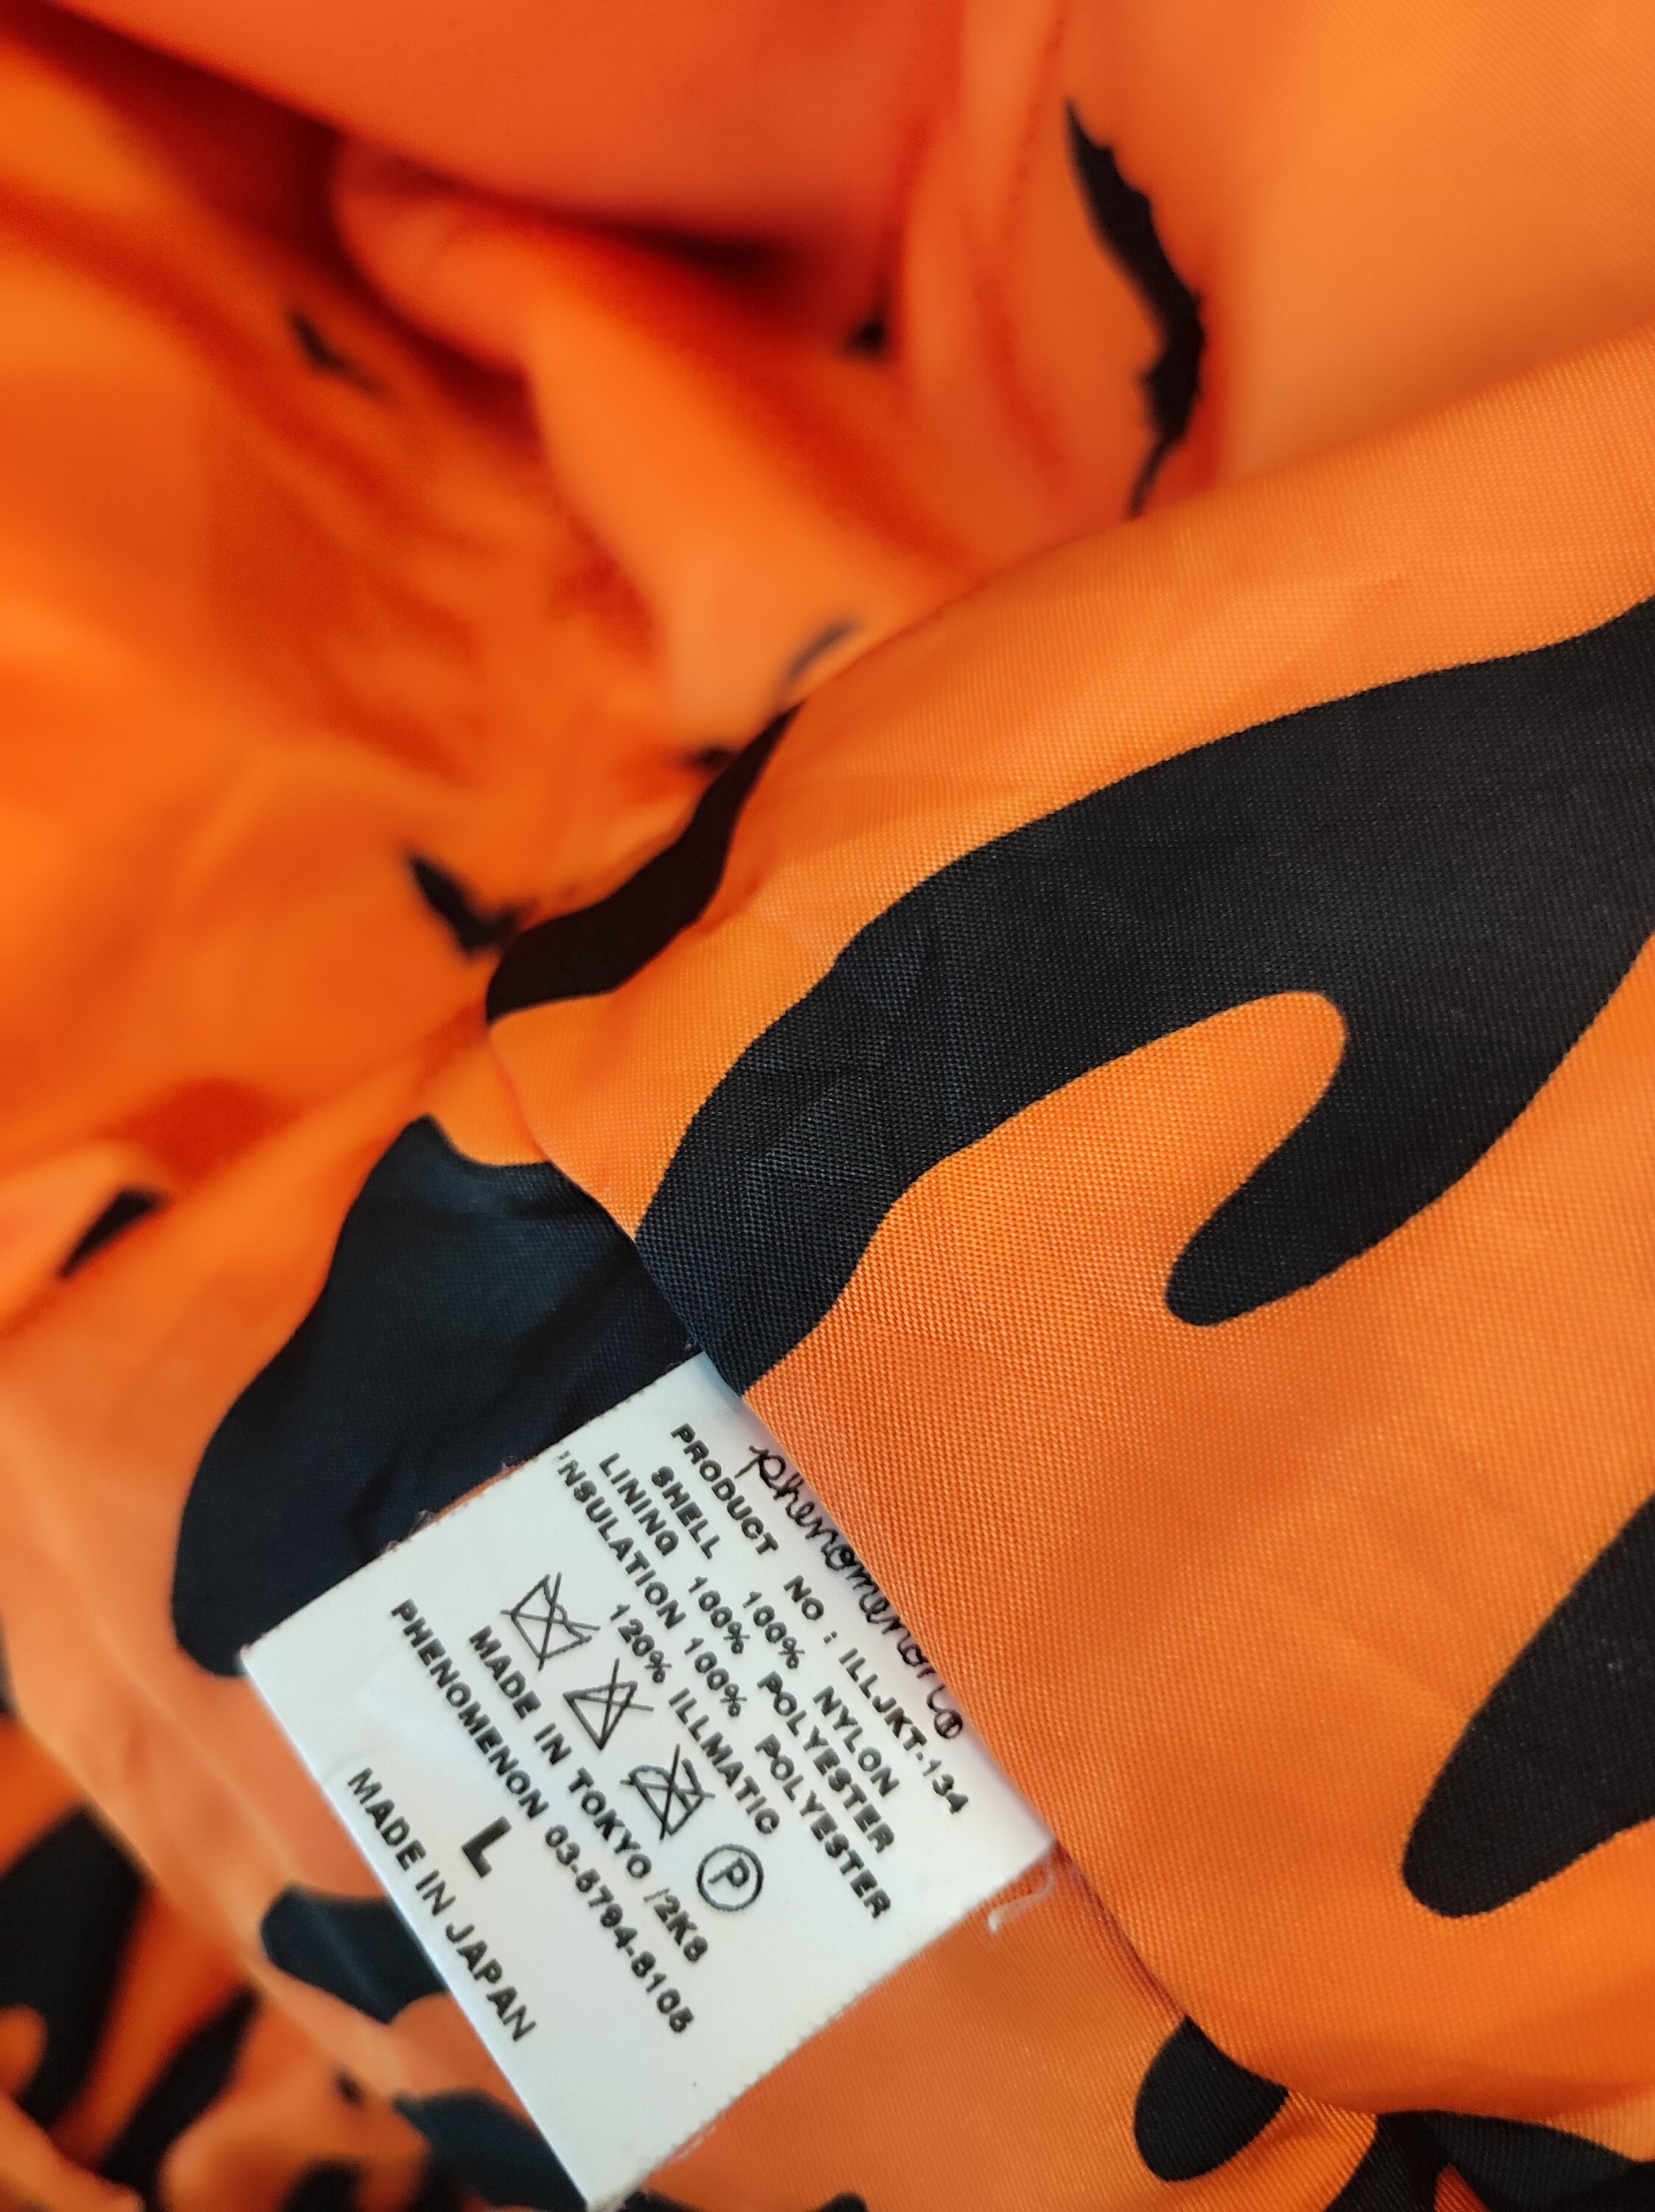 phenomenon®
PRODUCT NO : ILLJKT-134
SHELL 100% NYLON
LINING 100% POLYESTER
INSULATION 100% POLYESTER
120% ILLMATIC
P
MADE IN TOKYO /2K8
PHENOMENON 03-5794-8105
L
MADE IN JAPAN